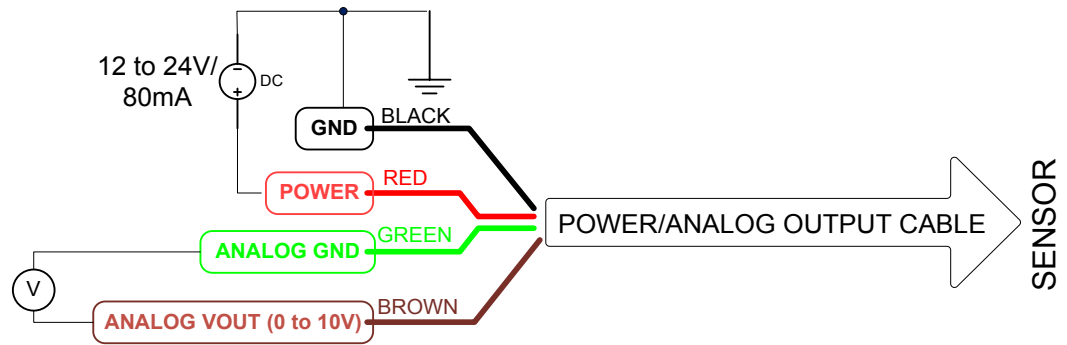 12 to 24V/
80mA
−
+
DC
GND
BLACK
POWER
RED
ANALOG GND
GREEN
V
ANALOG VOUT (0 to 10V)
BROWN
POWER/ANALOG OUTPUT CABLE
SENSOR